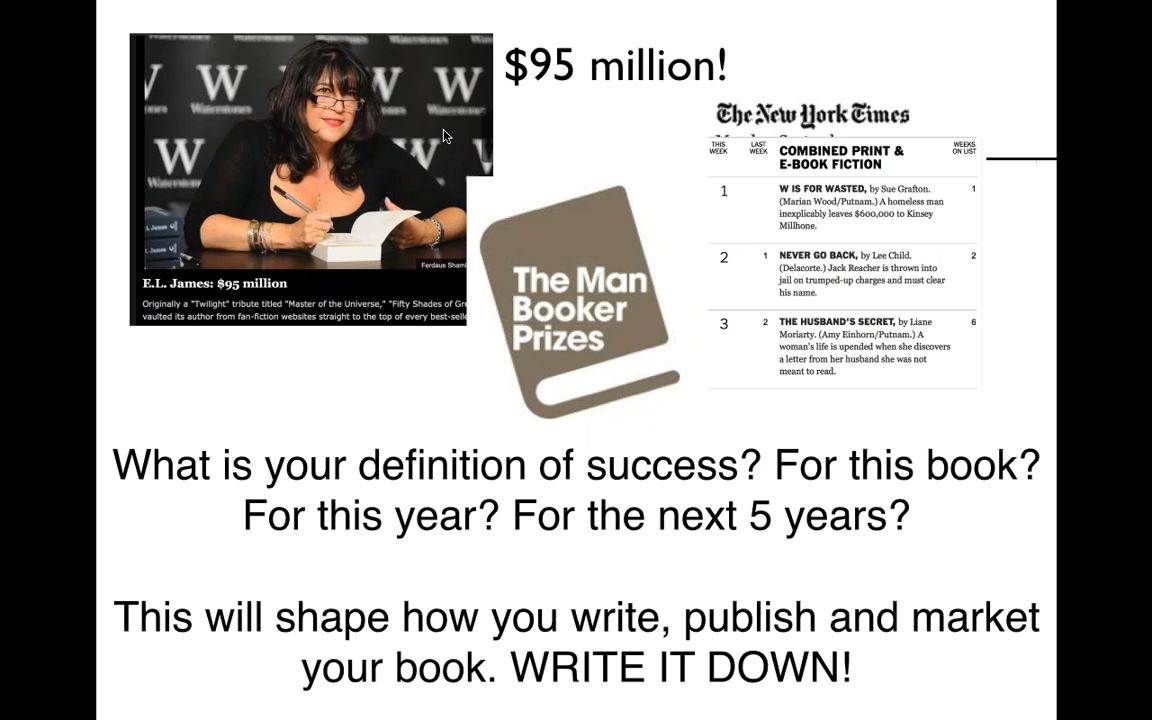 $95 million!
W W W W
Waterstones Waterstones
W W
Waterstones
Ferdaus Sham
E.L. James: $95 million
Originally a "Twilight" tribute titled "Master of the Universe," "Fifty Shades of Gre
vaulted its author from fan-fiction websites straight to the top of every best-selle
The Man
Booker
Prizes
The New York Times
THIS WEEK LAST WEEK COMBINED PRINT & WEEKS ON LIST
E-BOOK FICTION
1 W IS FOR WASTED, by Sue Grafton. 1
(Marian Wood/Putnam.) A homeless man
inexplicably leaves $600,000 to Kinsey
Millhone.
2 1 NEVER GO BACK, by Lee Child. 2
(Delacorte.) Jack Reacher is thrown into
jail on trumped-up charges and must clear
his name.
3 2 THE HUSBAND'S SECRET, by Liane 6
Moriarty. (Amy Einhorn/Putnam.) A
woman's life is upended when she discovers
a letter from her husband she was not
meant to read.
What is your definition of success? For this book?
For this year? For the next 5 years?
This will shape how you write, publish and market
your book. WRITE IT DOWN!